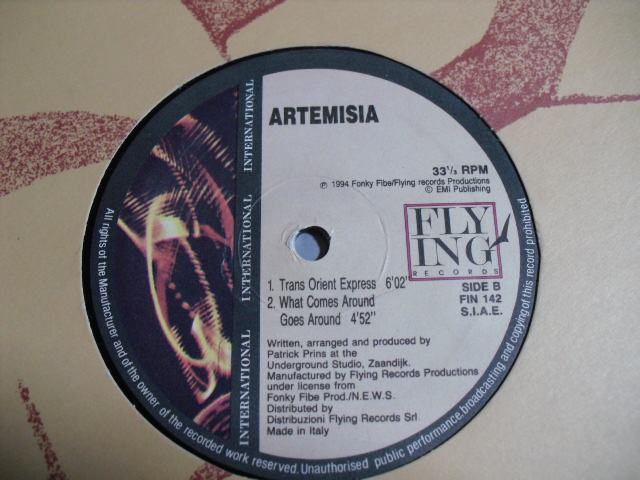 ARTEMISIA
33 1/3 RPM
℗ 1994 Fonky Fibe/Flying records Productions
© EMI Publishing
FLY
ING
RECORDS
SIDE B
FIN 142
S.I.A.E.
1. Trans Orient Express 6'02''
2. What Comes Around
Goes Around 4'52''
Written, arranged and produced by
Patrick Prins at the
Underground Studio, Zaandijk.
Manufactured by Flying Records Productions
under license from
Fonky Fibe Prod./N.E.W.S.
Distributed by
Distribuzioni Flying Records Srl
Made in Italy
INTERNATIONAL
INTERNATIONAL
INTERNATIONAL
All rights of the Manufacturer and of the owner of the recorded work reserved. Unauthorised public performance, broadcasting and copying of this record prohibited